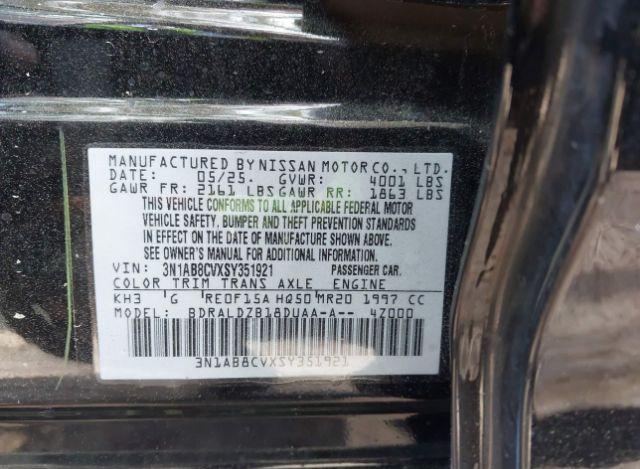 MANUFACTURED BY NISSAN MOTOR CO., LTD.
DATE: 05/25. GVWR: 4001 LBS
GAWR FR: 2161 LBS GAWR RR: 1863 LBS
THIS VEHICLE CONFORMS TO ALL APPLICABLE FEDERAL MOTOR
VEHICLE SAFETY, BUMPER AND THEFT PREVENTION STANDARDS
IN EFFECT ON THE DATE OF MANUFACTURE SHOWN ABOVE.
SEE OWNER'S MANUAL FOR ADDITIONAL INFORMATION.
VIN: 3N1AB8CVXSY351921 PASSENGER CAR.
COLOR TRIM TRANS AXLE ENGINE
KH3 'G 'RE0F15A HQ50'MR20 1997 CC
MODEL: BDRALDZB18DUAA-A-- 4Z000
3N1AB8CVXSY351921